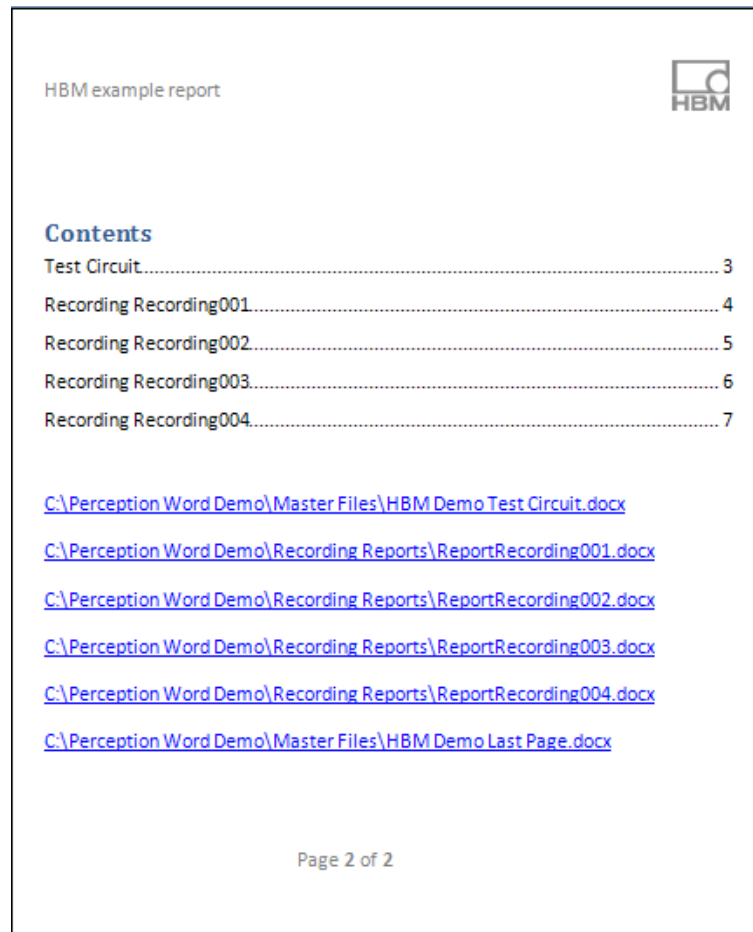 HBM example report
HBM
Contents
Test Circuit........................................................................................................................ 3
Recording Recording001........................................................................................................ 4
Recording Recording002........................................................................................................ 5
Recording Recording003........................................................................................................ 6
Recording Recording004........................................................................................................ 7
C:\Perception Word Demo\Master Files\HBM Demo Test Circuit.docx
C:\Perception Word Demo\Recording Reports\ReportRecording001.docx
C:\Perception Word Demo\Recording Reports\ReportRecording002.docx
C:\Perception Word Demo\Recording Reports\ReportRecording003.docx
C:\Perception Word Demo\Recording Reports\ReportRecording004.docx
C:\Perception Word Demo\Master Files\HBM Demo Last Page.docx
Page 2 of 2